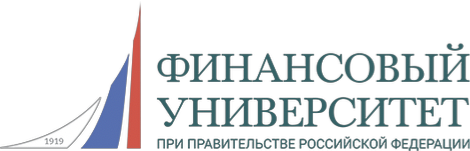 1919
ФИНАНСОВЫЙ
УНИВЕРСИТЕТ
ПРИ ПРАВИТЕЛЬСТВЕ РОССИЙСКОЙ ФЕДЕРАЦИИ